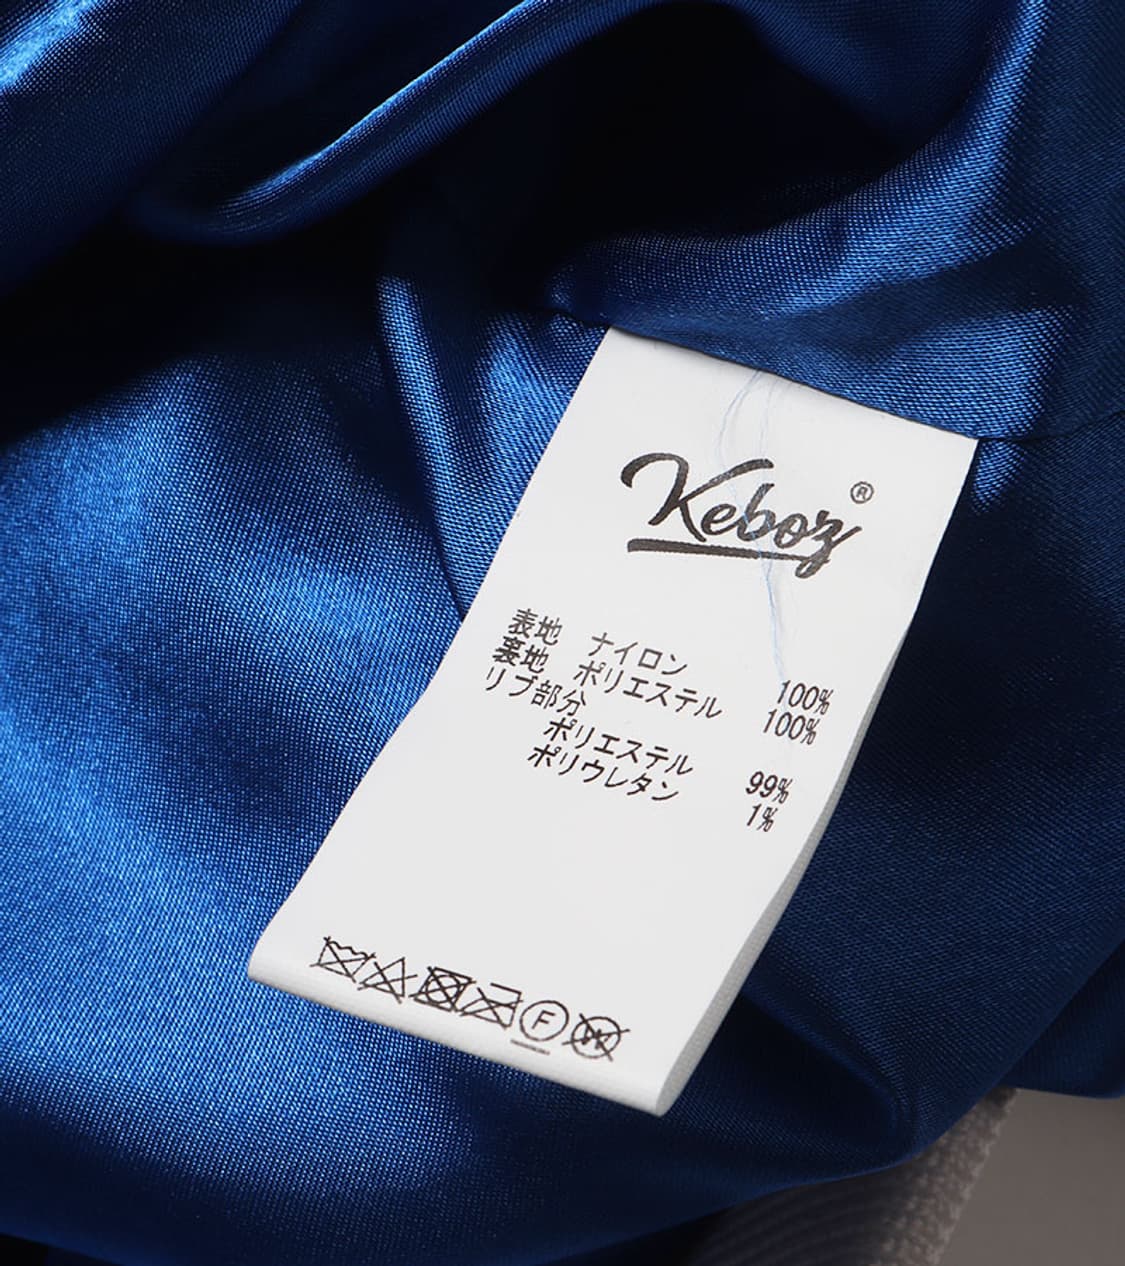 Keboz®
表地 ナイロン 100%
裏地 ポリエステル 100%
リブ部分
ポリエステル 99%
ポリウレタン 1%
F W